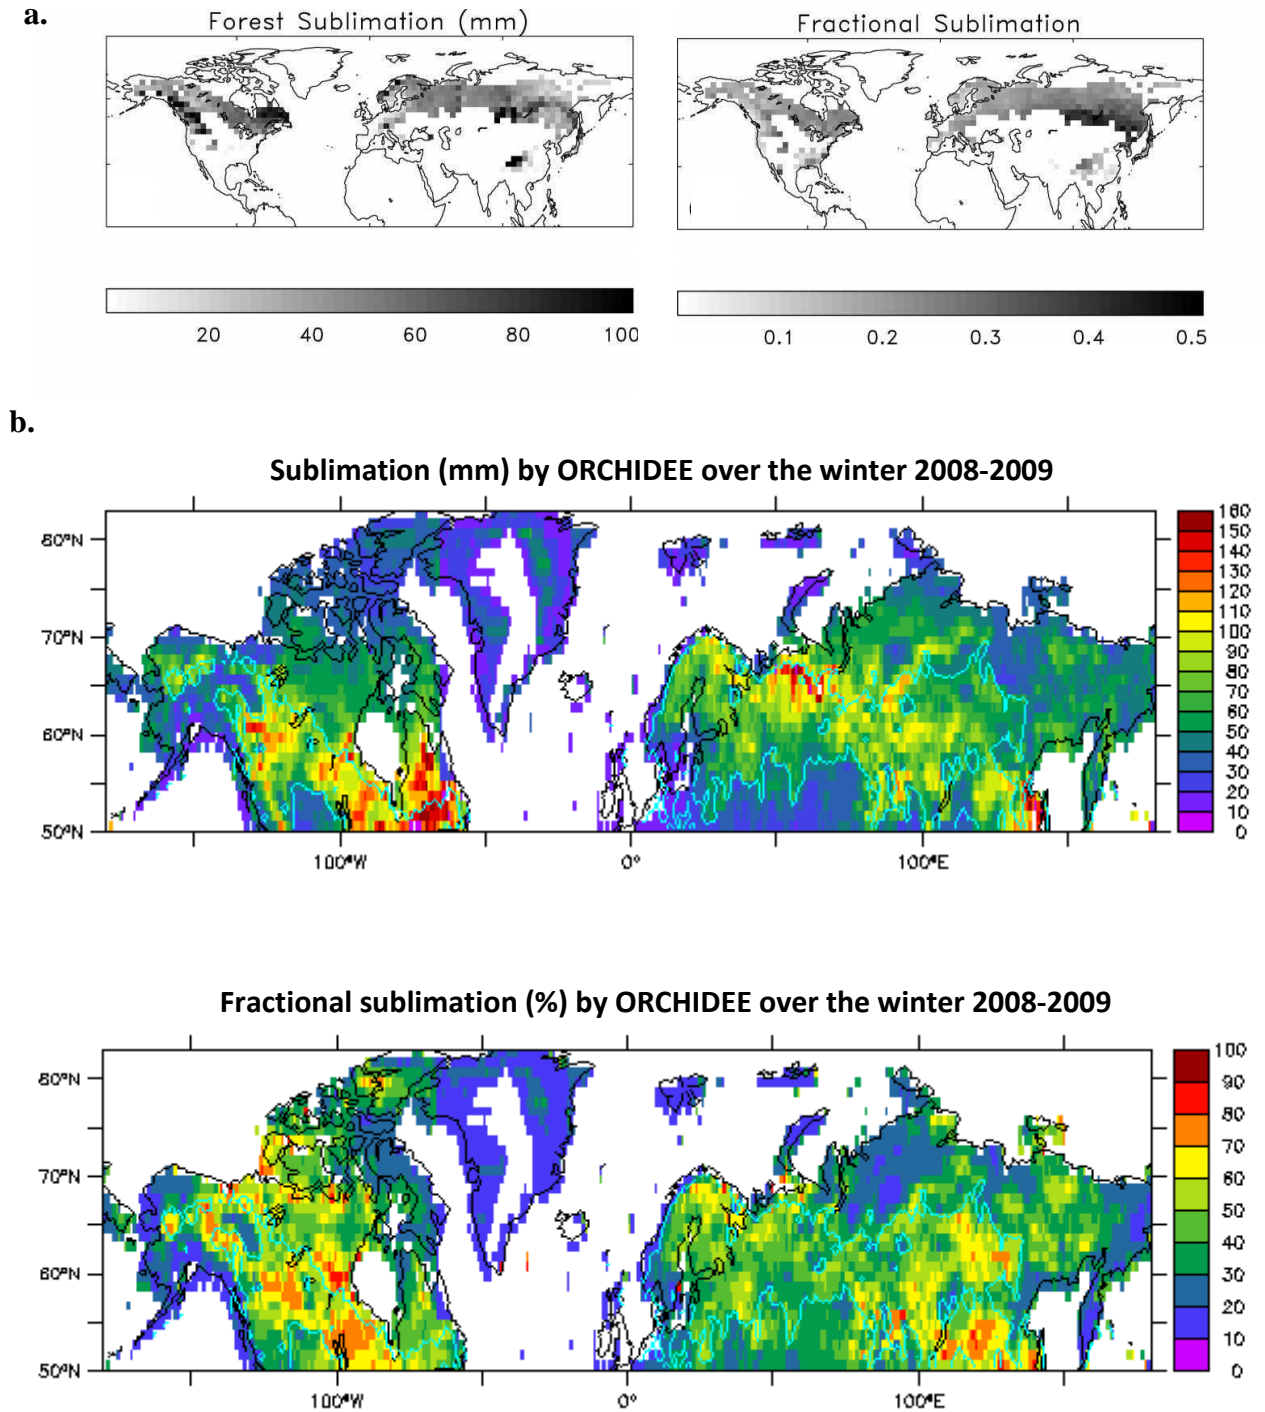 a.
Forest Sublimation (mm)
Fractional Sublimation
20 40 60 80 100
0.1 0.2 0.3 0.4 0.5
b.
Sublimation (mm) by ORCHIDEE over the winter 2008-2009
80°N
70°N
60°N
50°N
100°W 0° 100°E
160
150
140
130
120
110
100
90
80
70
60
50
40
30
20
10
0
Fractional sublimation (%) by ORCHIDEE over the winter 2008-2009
80°N
70°N
60°N
50°N
100°W 0° 100°E
100
90
80
70
60
50
40
30
20
10
0